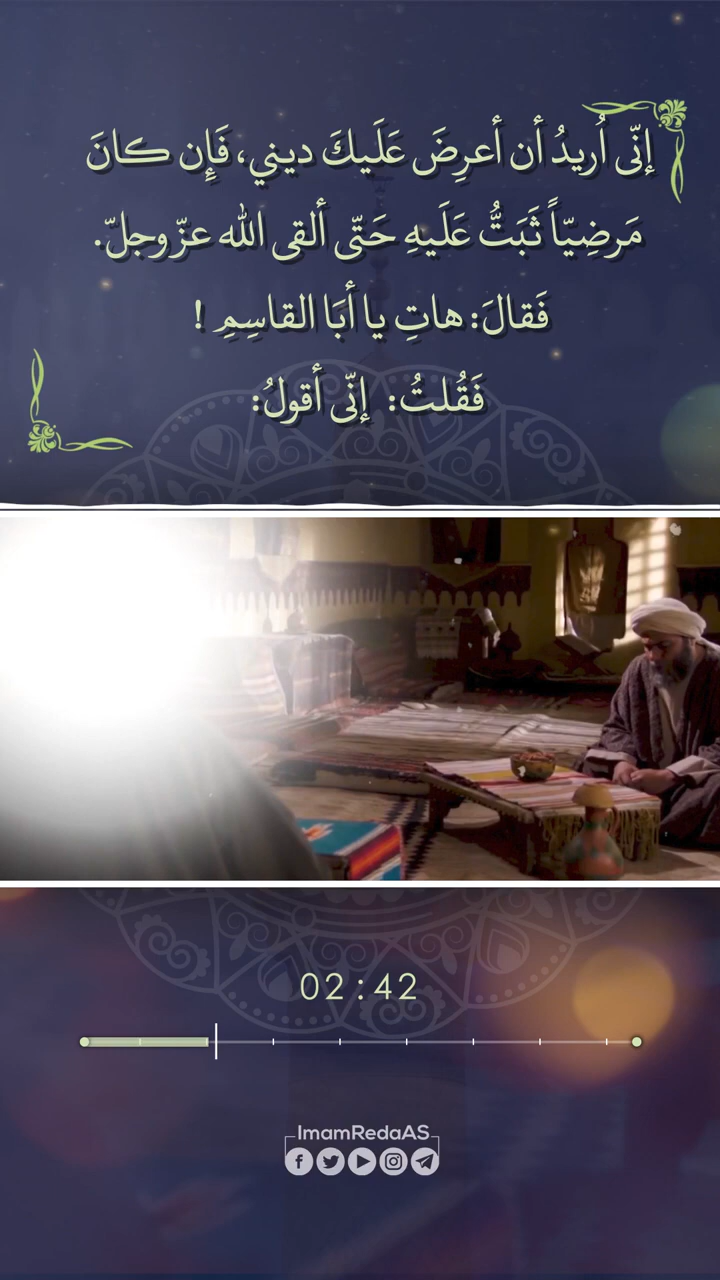 إنّى اُريدُ أن أعرِضَ عَلَيكَ ديني، فَإِن كانَ
مَرضِيّاً ثَبَتُّ عَلَيهِ حَتّى ألقى الله عزّوجلّ.
فَقالَ: هاتِ يا أبَا القاسِمِ !
فَقُلتُ: إنّى أقولُ:
02:42
ImamRedaAS